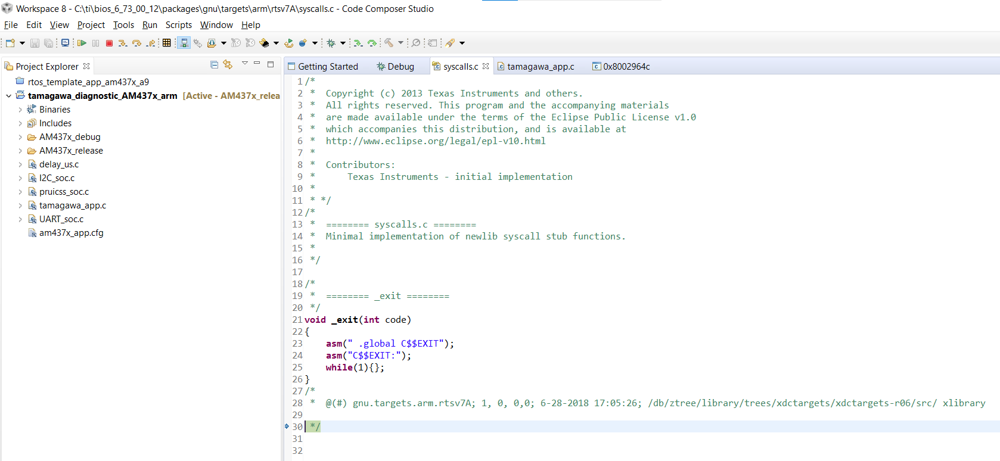 Workspace 8 - C:\ti\bios_6_73_00_12\packages\gnu\targets\arm\rtsv7A\syscalls.c - Code Composer Studio
File Edit View Project Tools Run Scripts Window Help
Project Explorer
rtos_template_app_am437x_a9
tamagawa_diagnostic_AM437x_arm [Active - AM437x_relea
Binaries
Includes
AM437x_debug
AM437x_release
delay_us.c
I2C_soc.c
pruicss_soc.c
tamagawa_app.c
UART_soc.c
am437x_app.cfg
Getting Started Debug syscalls.c tamagawa_app.c 0x8002964c
1 /*
2 * Copyright (c) 2013 Texas Instruments and others.
3 * All rights reserved. This program and the accompanying materials
4 * are made available under the terms of the Eclipse Public License v1.0
5 * which accompanies this distribution, and is available at
6 * http://www.eclipse.org/legal/epl-v10.html
7 *
8 * Contributors:
9 * Texas Instruments - initial implementation
10 *
11 * */
12 /*
13 * ======== syscalls.c ========
14 * Minimal implementation of newlib syscall stub functions.
15 *
16 */
17
18 /*
19 * ======== _exit ========
20 */
21 void _exit(int code)
22 {
23 asm(" .global C$$EXIT");
24 asm("C$$EXIT:");
25 while(1){};
26 }
27 /*
28 * @(#) gnu.targets.arm.rtsv7A; 1, 0, 0,0; 6-28-2018 17:05:26; /db/ztree/library/trees/xdctargets/xdctargets-r06/src/ xlibrary
29
30 */
31
32